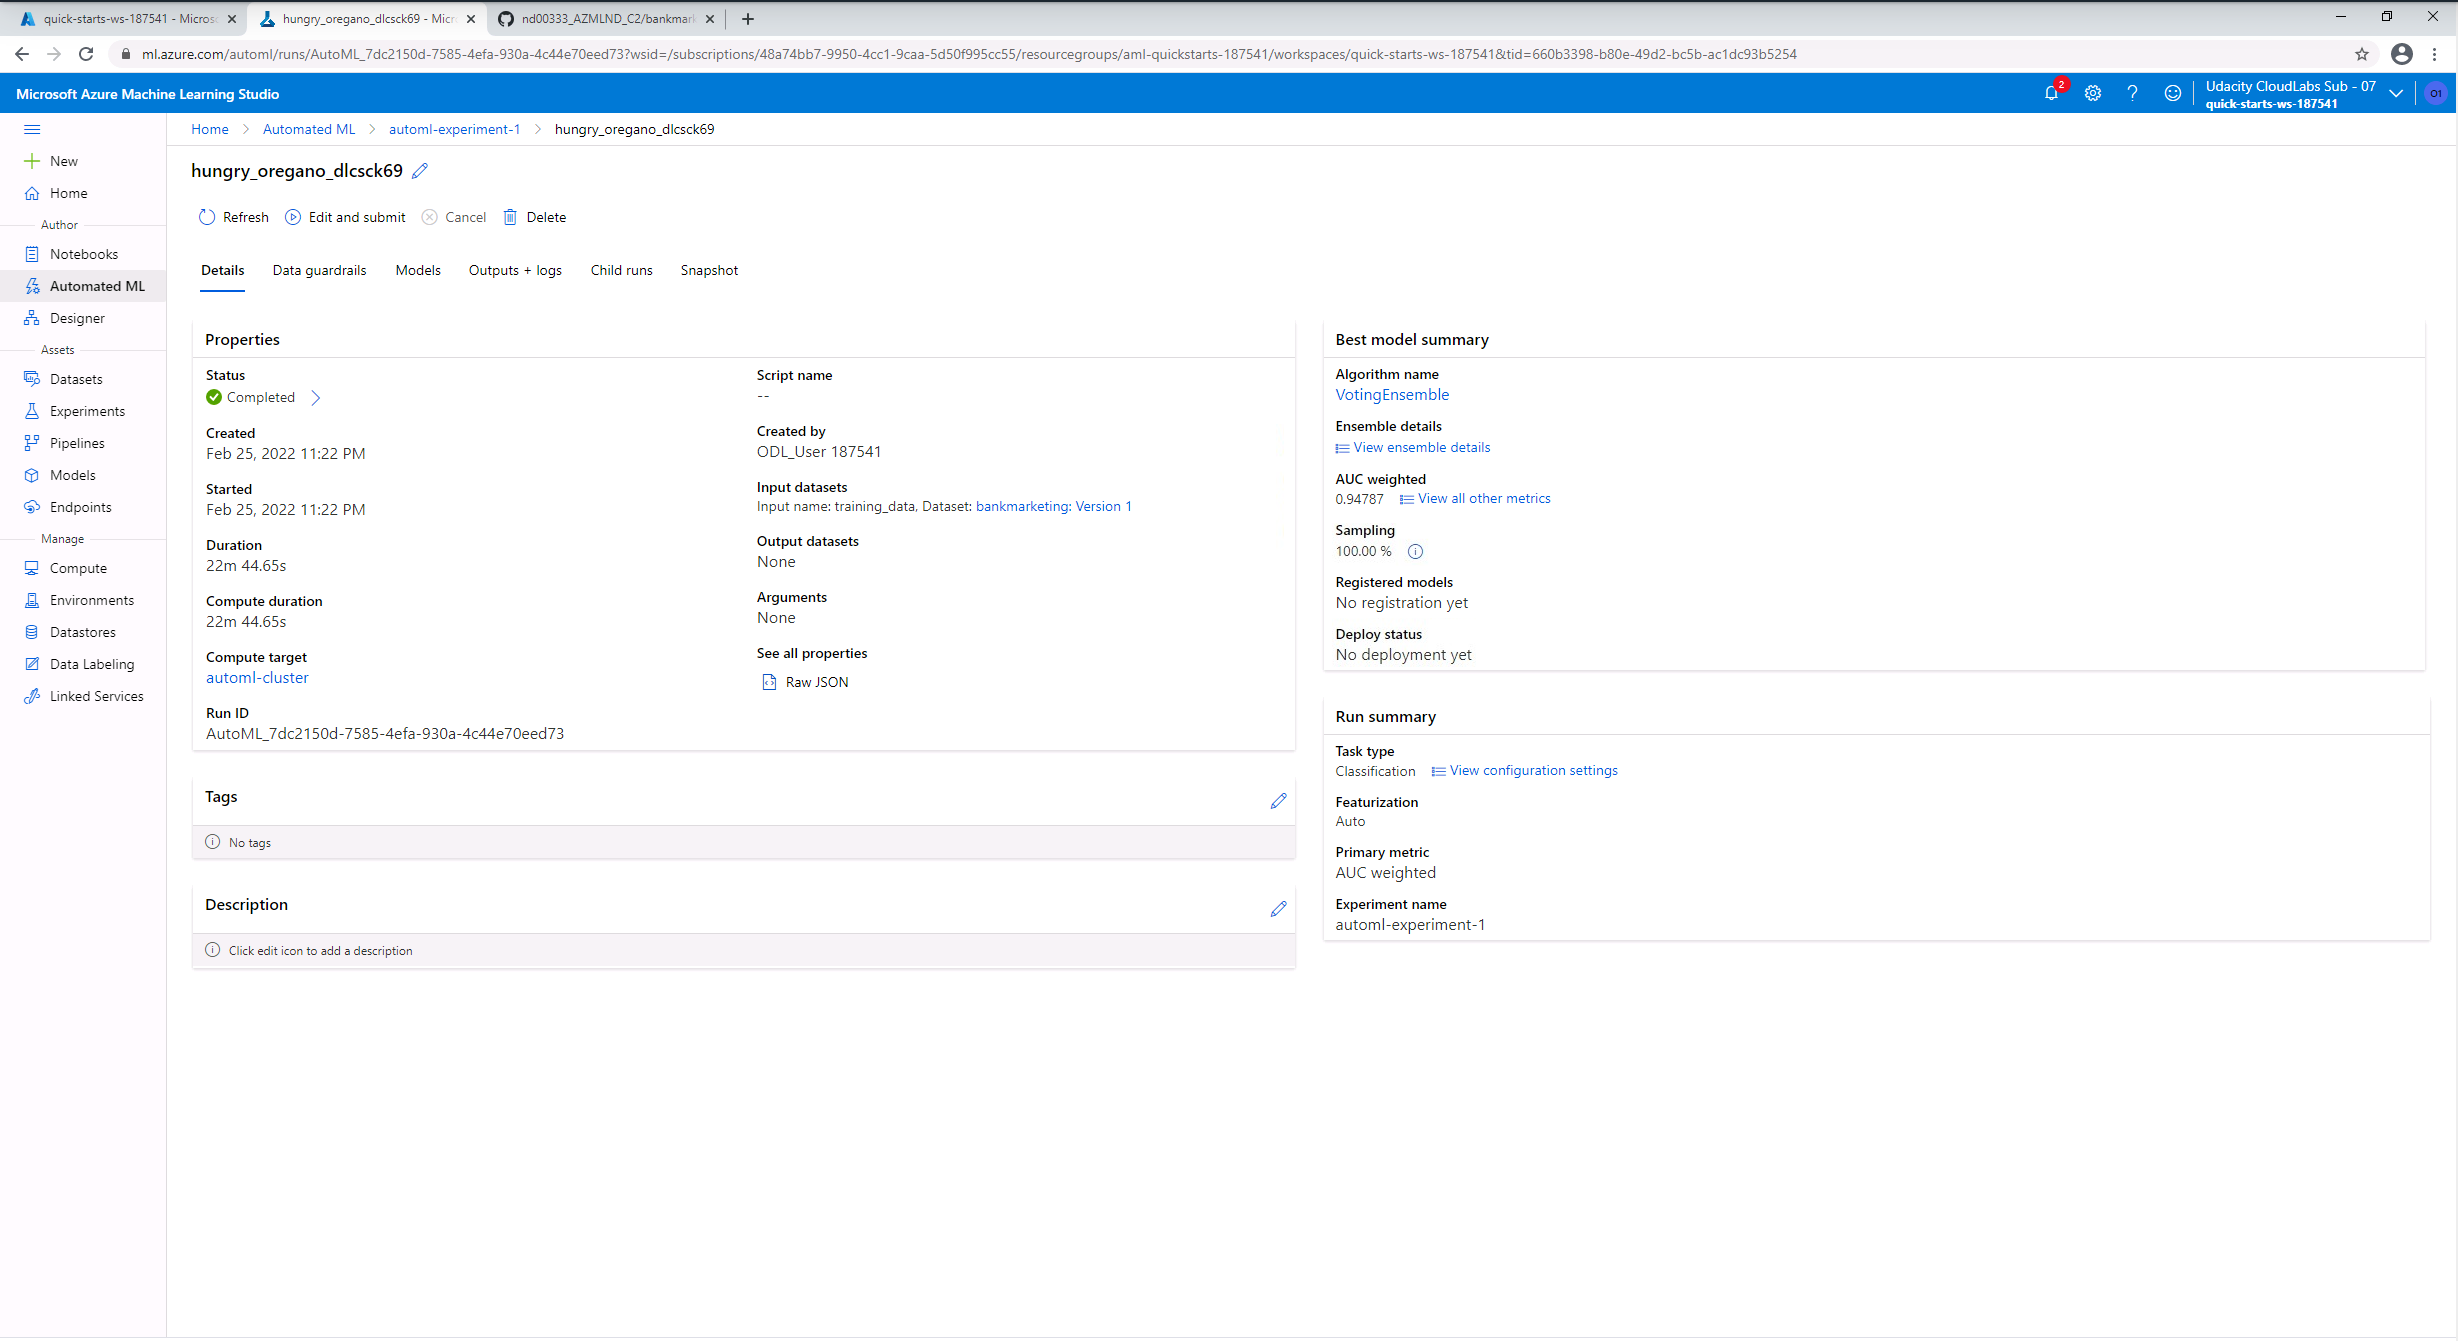 quick-starts-ws-187541 - Micros
hungry_oregano_dlcsck69 - Micr
nd00333_AZMLND_C2/bankmark
ml.azure.com/automl/runs/AutoML_7dc2150d-7585-4efa-930a-4c44e70eed73?wsid=/subscriptions/48a74bb7-9950-4cc1-9caa-5d50f995cc55/resourcegroups/aml-quickstarts-187541/workspaces/quick-starts-ws-187541&tid=660b3398-b80e-49d2-bc5b-ac1dc93b5254
Microsoft Azure Machine Learning Studio
2
Udacity CloudLabs Sub - 07
quick-starts-ws-187541
O1
New
Home
Author
Notebooks
Automated ML
Designer
Assets
Datasets
Experiments
Pipelines
Models
Endpoints
Manage
Compute
Environments
Datastores
Data Labeling
Linked Services
Home > Automated ML > automl-experiment-1 > hungry_oregano_dlcsck69
hungry_oregano_dlcsck69
Refresh Edit and submit Cancel Delete
Details Data guardrails Models Outputs + logs Child runs Snapshot
Properties
Status
Completed
Created
Feb 25, 2022 11:22 PM
Started
Feb 25, 2022 11:22 PM
Duration
22m 44.65s
Compute duration
22m 44.65s
Compute target
automl-cluster
Run ID
AutoML_7dc2150d-7585-4efa-930a-4c44e70eed73
Script name
--
Created by
ODL_User 187541
Input datasets
Input name: training_data, Dataset: bankmarketing: Version 1
Output datasets
None
Arguments
None
See all properties
Raw JSON
Tags
No tags
Description
Click edit icon to add a description
Best model summary
Algorithm name
VotingEnsemble
Ensemble details
View ensemble details
AUC weighted
0.94787 View all other metrics
Sampling
100.00 %
Registered models
No registration yet
Deploy status
No deployment yet
Run summary
Task type
Classification View configuration settings
Featurization
Auto
Primary metric
AUC weighted
Experiment name
automl-experiment-1